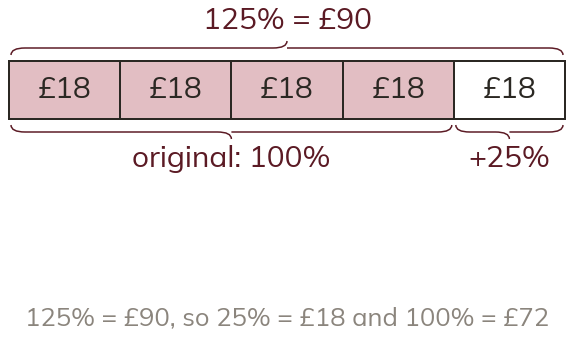 125% = £90
£18 £18 £18 £18 £18
original: 100% +25%
125% = £90, so 25% = £18 and 100% = £72